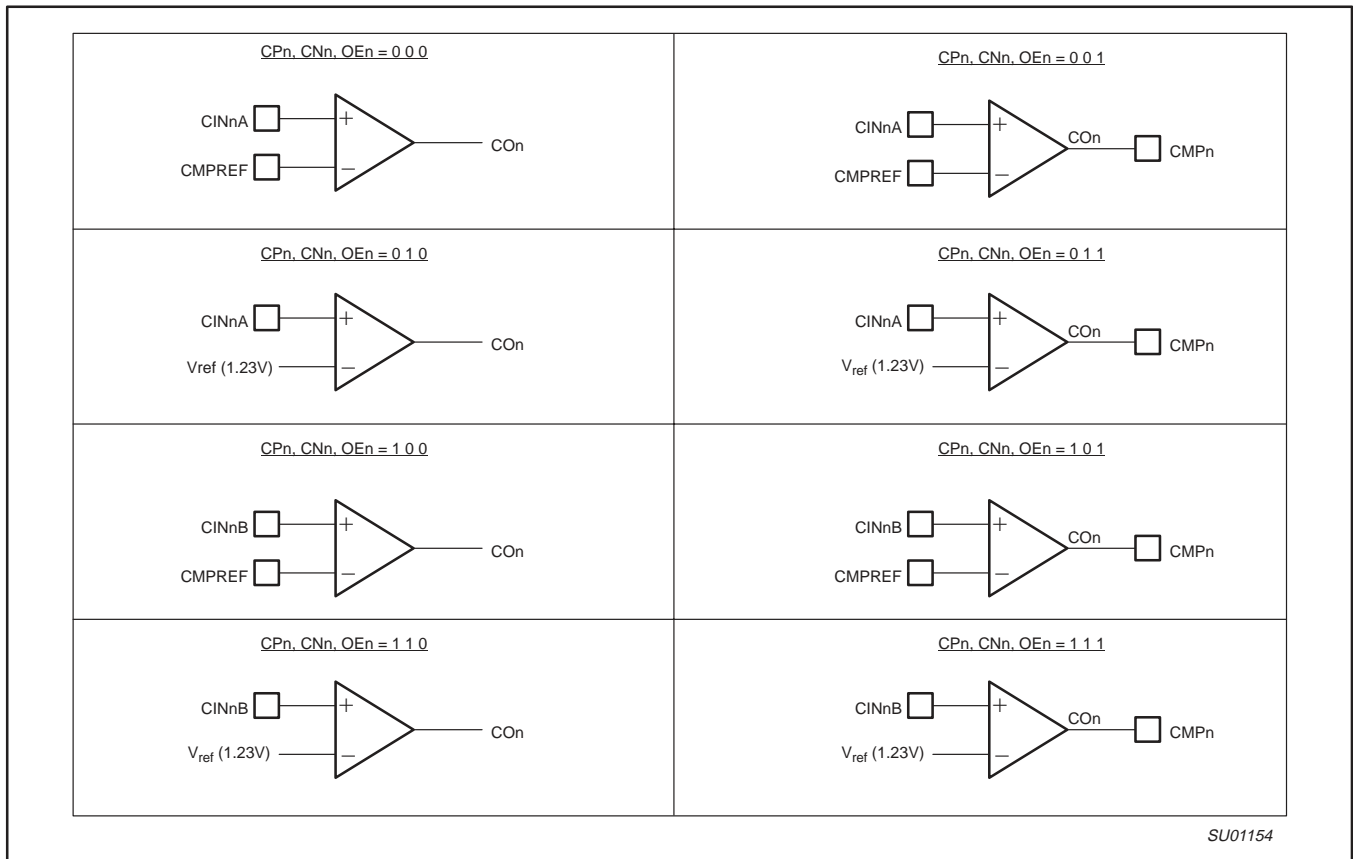 CPn, CNn, OEn = 0 0 0
CINnA
+
COn
CMPREF
–
CPn, CNn, OEn = 0 0 1
CINnA
+
COn
CMPn
CMPREF
–
CPn, CNn, OEn = 0 1 0
CINnA
+
COn
Vref (1.23V)
–
CPn, CNn, OEn = 0 1 1
CINnA
+
COn
CMPn
Vref (1.23V)
–
CPn, CNn, OEn = 1 0 0
CINnB
+
COn
CMPREF
–
CPn, CNn, OEn = 1 0 1
CINnB
+
COn
CMPn
CMPREF
–
CPn, CNn, OEn = 1 1 0
CINnB
+
COn
Vref (1.23V)
–
CPn, CNn, OEn = 1 1 1
CINnB
+
COn
CMPn
Vref (1.23V)
–
SU01154